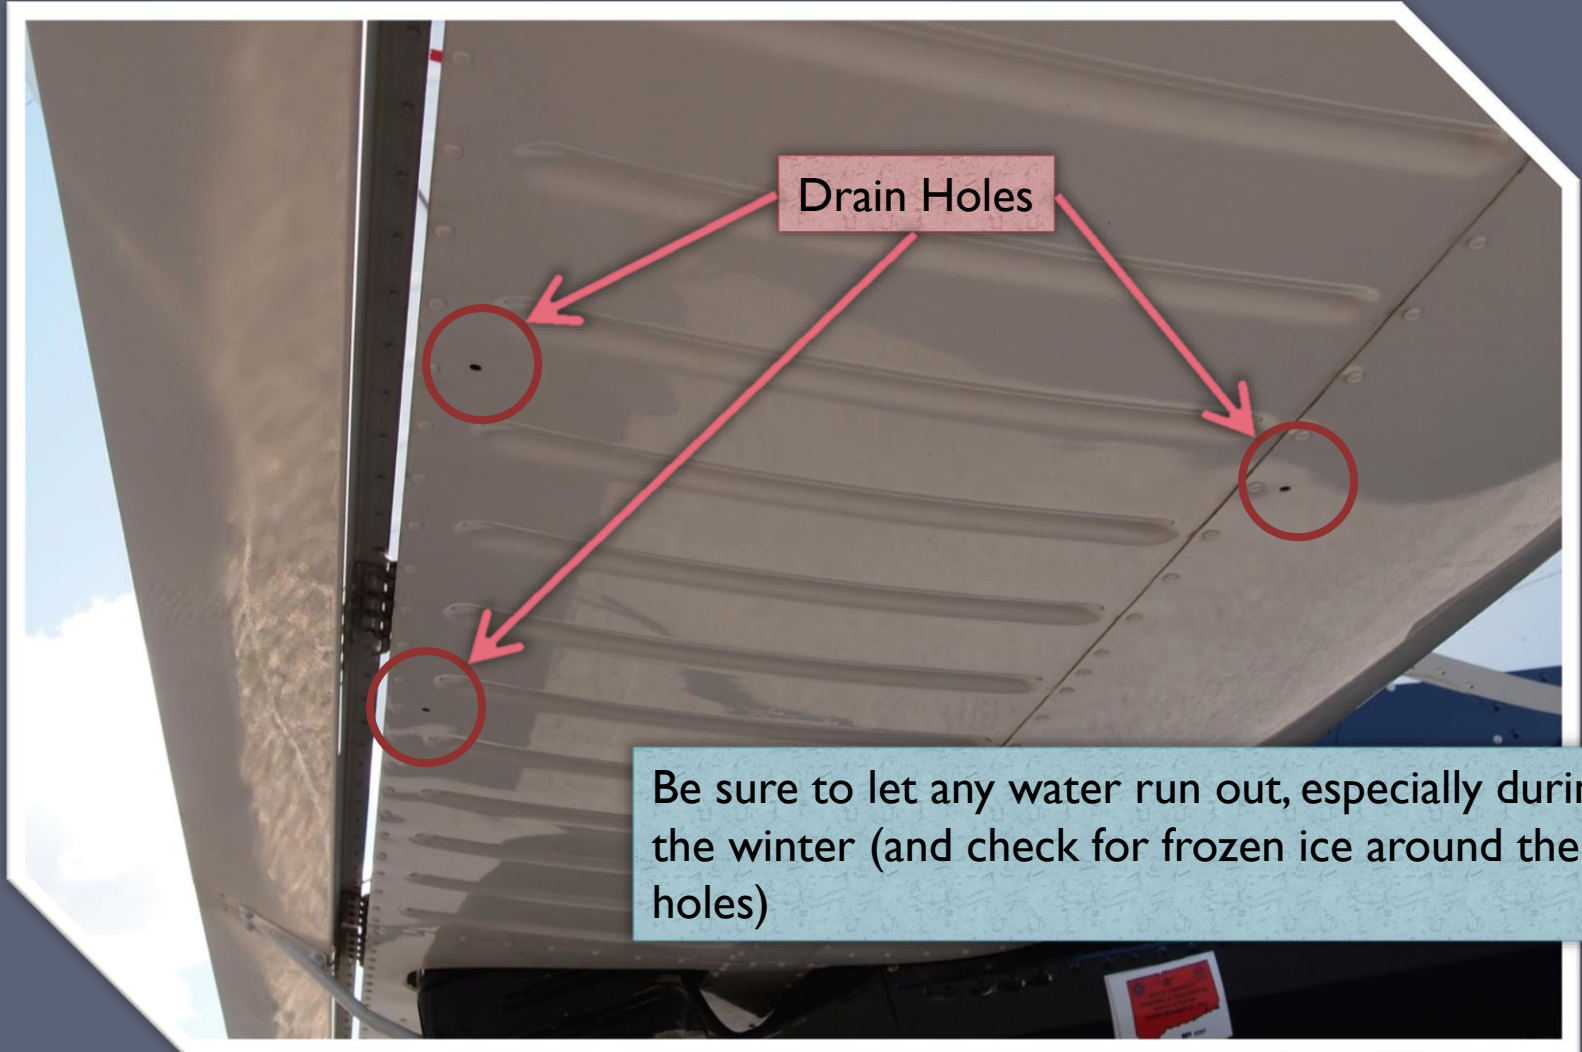 Drain Holes
Be sure to let any water run out, especially durin
the winter (and check for frozen ice around the
holes)